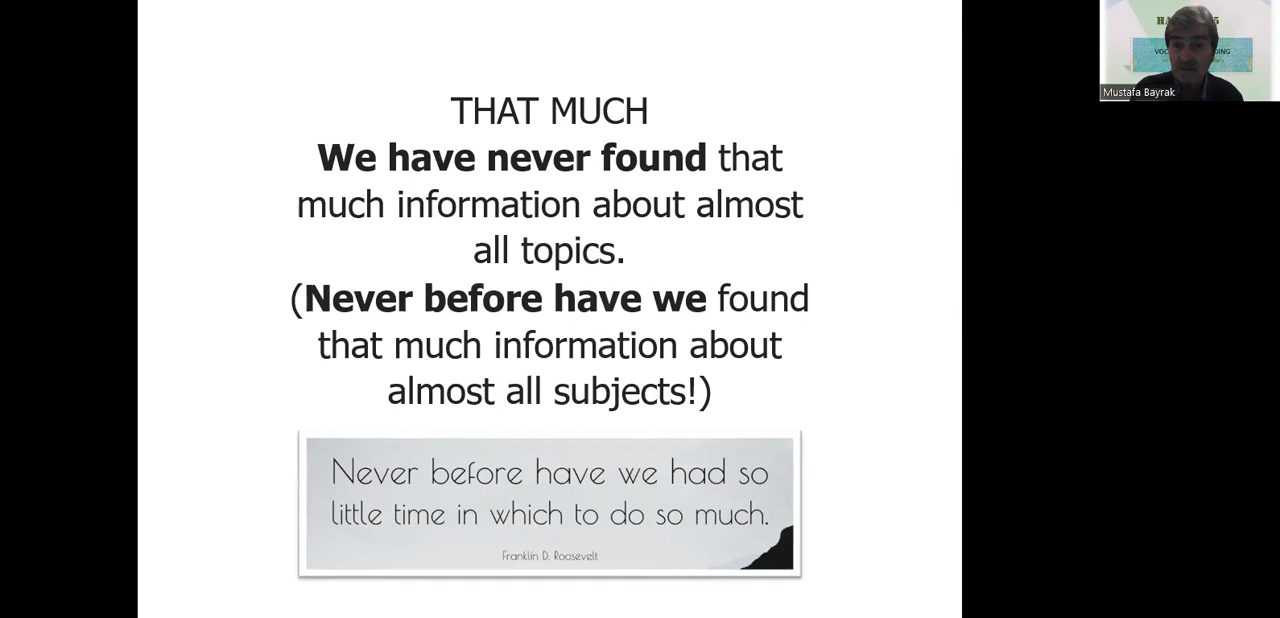 THAT MUCH
We have never found that
much information about almost
all topics.
(Never before have we found
that much information about
almost all subjects!)
Never before have we had so
little time in which to do so much.
Franklin D. Roosevelt
Mustafa Bayrak